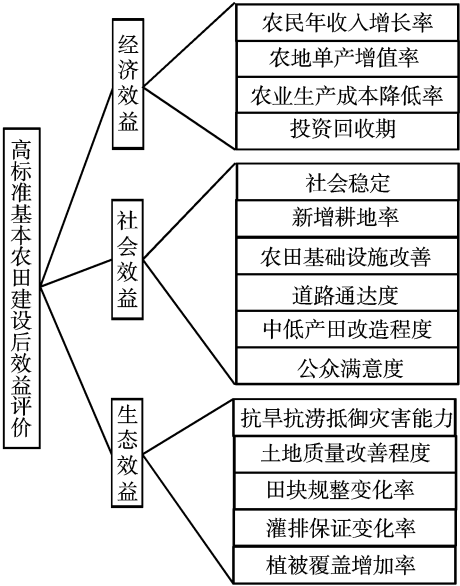 高标准基本农田建设后效益评价
经济效益
农民年收入增长率
农地单产增值率
农业生产成本降低率
投资回收期
社会效益
社会稳定
新增耕地率
农田基础设施改善
道路通达度
中低产田改造程度
公众满意度
生态效益
抗旱抗涝抵御灾害能力
土地质量改善程度
田块规整变化率
灌排保证变化率
植被覆盖增加率